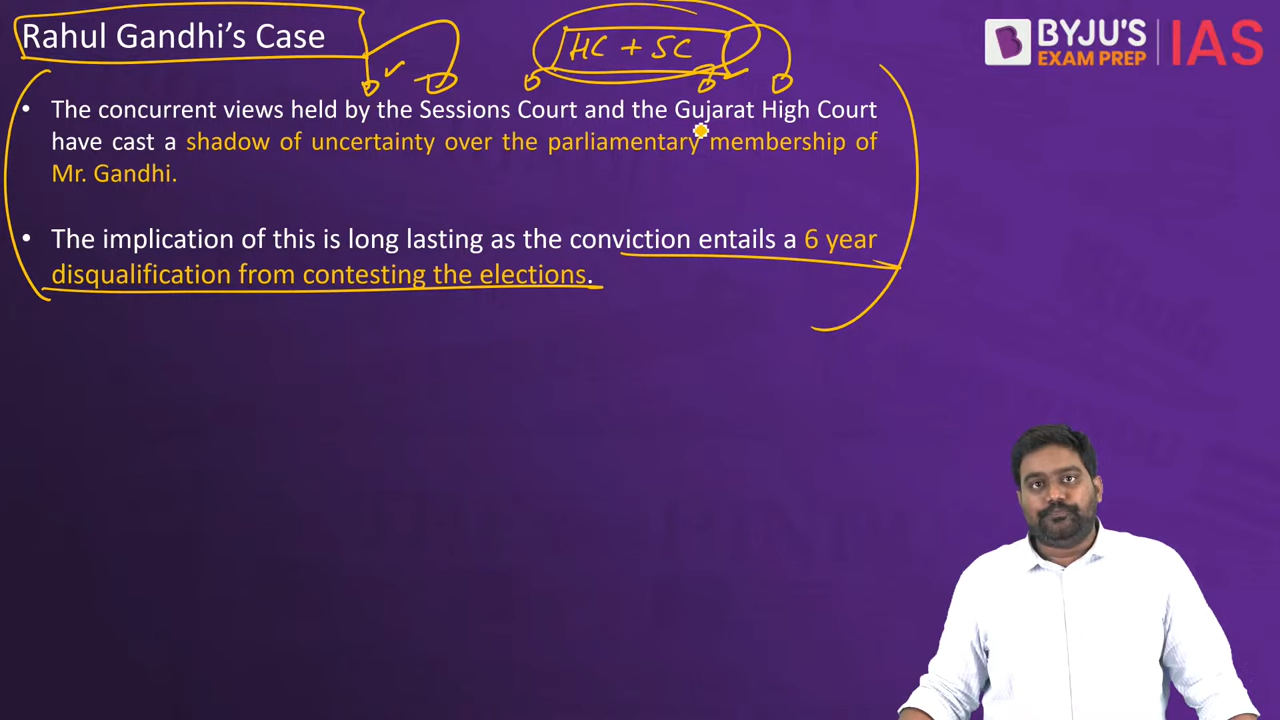 Rahul Gandhi's Case
HC + SC
BYJU'S
EXAM PREP
IAS
• The concurrent views held by the Sessions Court and the Gujarat High Court
have cast a shadow of uncertainty over the parliamentary membership of
Mr. Gandhi.
• The implication of this is long lasting as the conviction entails a 6 year
disqualification from contesting the elections.